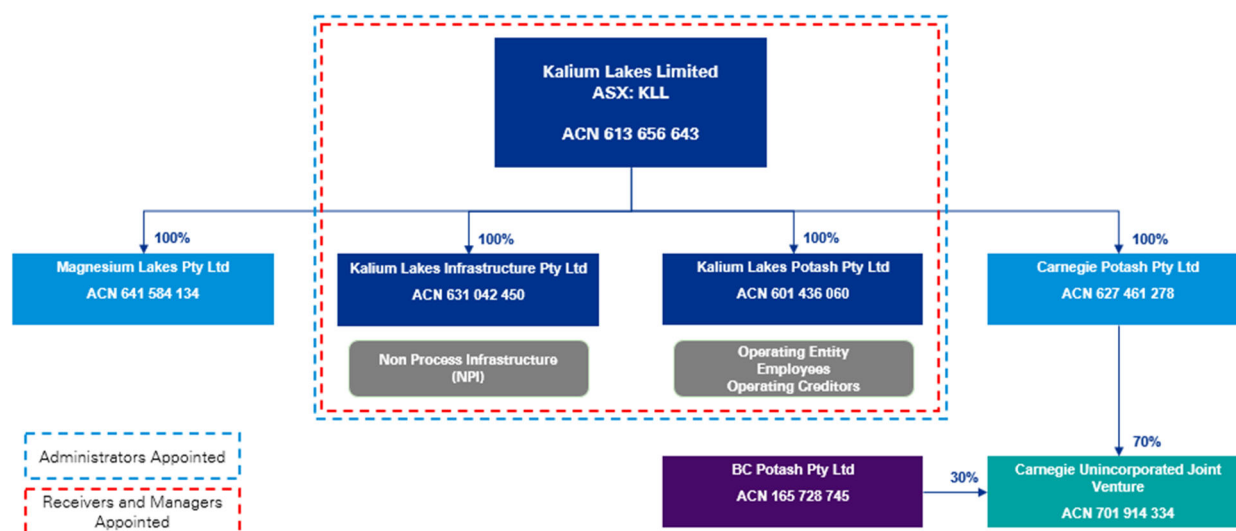 Kalium Lakes Limited
ASX: KLL
ACN 613 656 643
100%
100%
100%
100%
Magnesium Lakes Pty Ltd
ACN 641 584 134
Kalium Lakes Infrastructure Pty Ltd
ACN 631 042 450
Kalium Lakes Potash Pty Ltd
ACN 601 436 060
Carnegie Potash Pty Ltd
ACN 627 461 278
Non Process Infrastructure
(NPI)
Operating Entity
Employees
Operating Creditors
Administrators Appointed
Receivers and Managers
Appointed
70%
BC Potash Pty Ltd
ACN 165 728 745
30%
Carnegie Unincorporated Joint
Venture
ACN 701 914 334